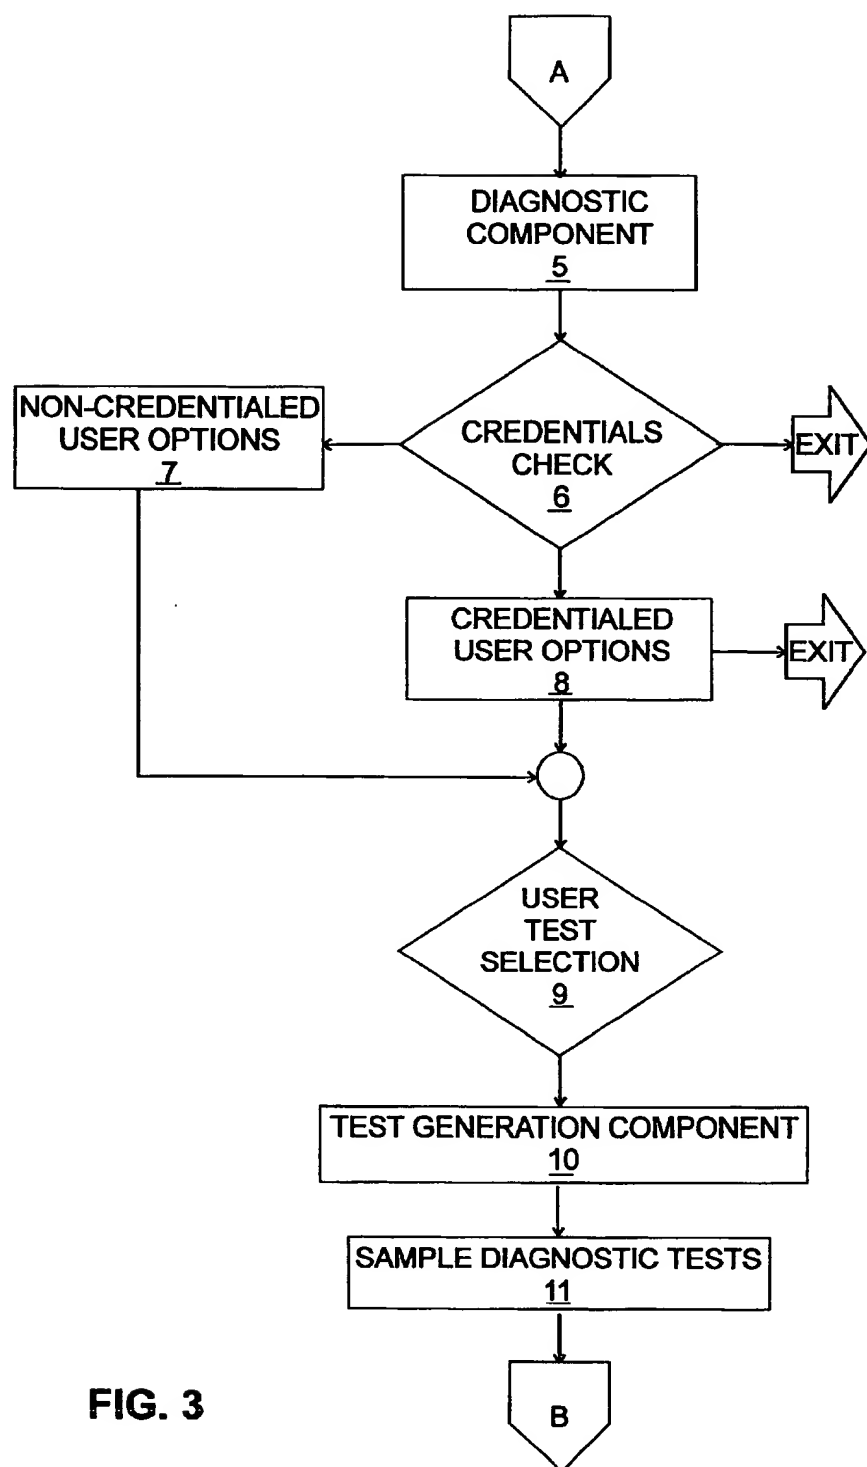 A
DIAGNOSTIC
COMPONENT
5
NON-CREDENTIALED
USER OPTIONS
7
CREDENTIALS
CHECK
6
EXIT
CREDENTIALED
USER OPTIONS
8
EXIT
USER
TEST
SELECTION
9
TEST GENERATION COMPONENT
10
SAMPLE DIAGNOSTIC TESTS
11
FIG. 3
B